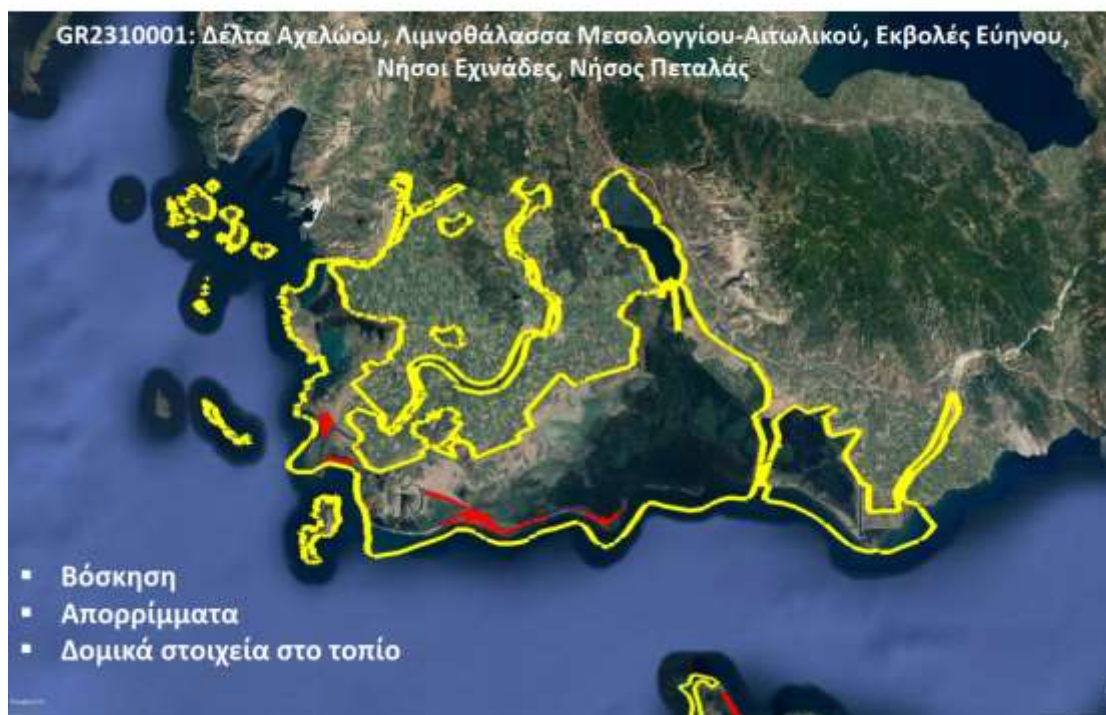 GR2310001: Δέλτα Αχελώου, Λιμνοθάλασσα Μεσολογγίου-Αιτωλικού, Εκβολές Εύηνου,
Νήσοι Εχινάδες, Νήσος Πεταλάς
▪ Βόσκηση
▪ Απορρίμματα
▪ Δομικά στοιχεία στο τοπίο